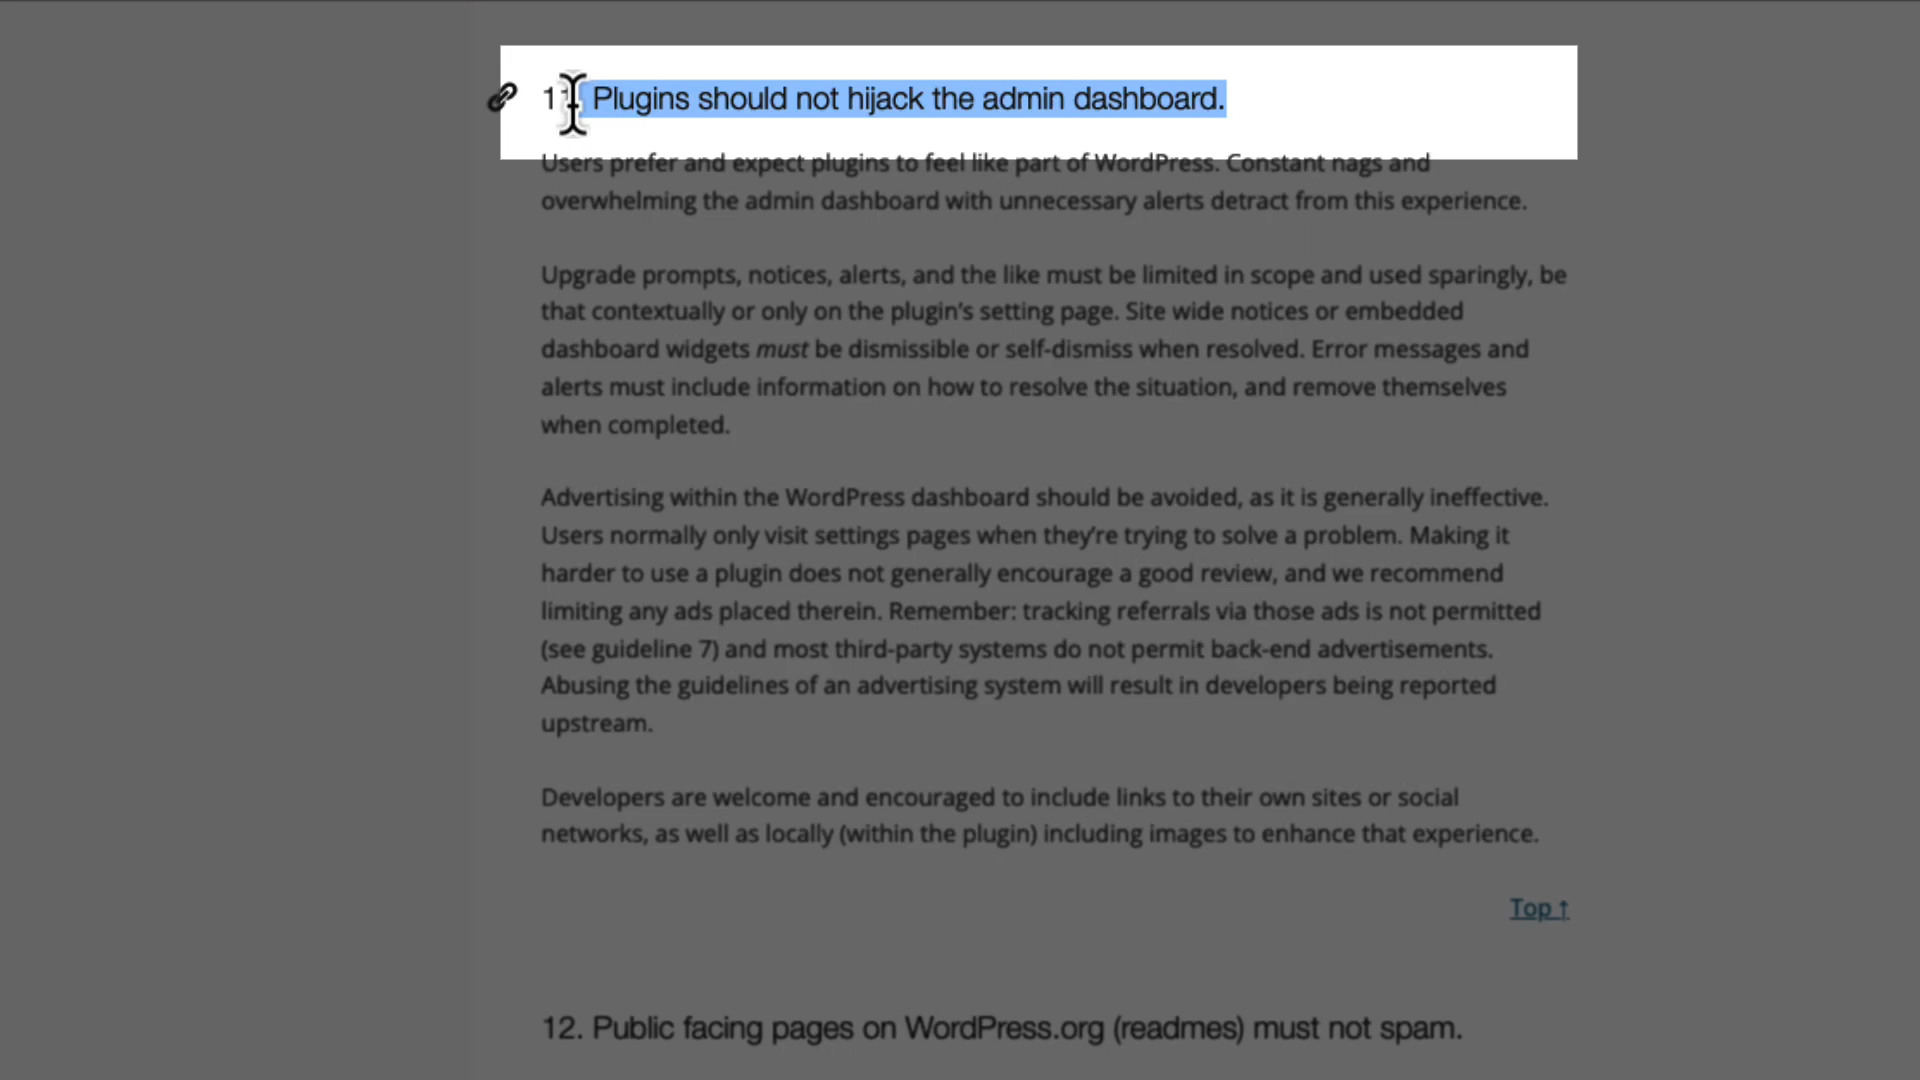 11. Plugins should not hijack the admin dashboard.
Users prefer and expect plugins to feel like part of WordPress. Constant nags and
overwhelming the admin dashboard with unnecessary alerts detract from this experience.
Upgrade prompts, notices, alerts, and the like must be limited in scope and used sparingly, be
that contextually or only on the plugin’s setting page. Site wide notices or embedded
dashboard widgets must be dismissible or self-dismiss when resolved. Error messages and
alerts must include information on how to resolve the situation, and remove themselves
when completed.
Advertising within the WordPress dashboard should be avoided, as it is generally ineffective.
Users normally only visit settings pages when they’re trying to solve a problem. Making it
harder to use a plugin does not generally encourage a good review, and we recommend
limiting any ads placed therein. Remember: tracking referrals via those ads is not permitted
(see guideline 7) and most third-party systems do not permit back-end advertisements.
Abusing the guidelines of an advertising system will result in developers being reported
upstream.
Developers are welcome and encouraged to include links to their own sites or social
networks, as well as locally (within the plugin) including images to enhance that experience.
Top ↑
12. Public facing pages on WordPress.org (readmes) must not spam.